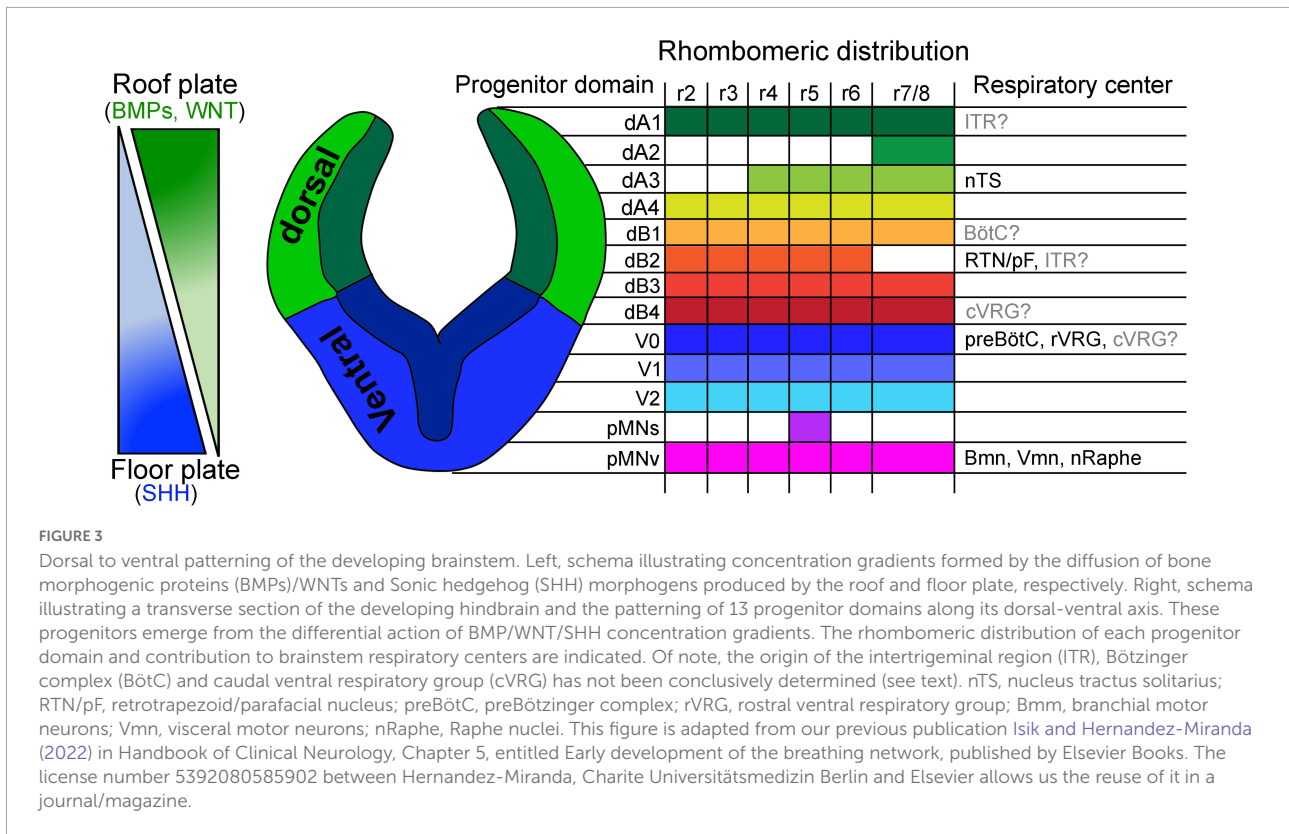 Rhombomeric distribution
Roof plate
(BMPs, WNT)
Progenitor domain
r2 r3 r4 r5 r6 r7/8
Respiratory center
dA1 ITR?
dA2
dA3 nTS
dA4
dB1 BötC?
dB2 RTN/pF, ITR?
dB3
dB4 cVRG?
V0 preBötC, rVRG, cVRG?
V1
V2
pMNs
pMNv Bmn, Vmn, nRaphe
dorsal
Ventral
Floor plate
(SHH)
FIGURE 3
Dorsal to ventral patterning of the developing brainstem. Left, schema illustrating concentration gradients formed by the diffusion of bone
morphogenic proteins (BMPs)/WNTs and Sonic hedgehog (SHH) morphogens produced by the roof and floor plate, respectively. Right, schema
illustrating a transverse section of the developing hindbrain and the patterning of 13 progenitor domains along its dorsal-ventral axis. These
progenitors emerge from the differential action of BMP/WNT/SHH concentration gradients. The rhombomeric distribution of each progenitor
domain and contribution to brainstem respiratory centers are indicated. Of note, the origin of the intertrigeminal region (ITR), Bötzinger
complex (BötC) and caudal ventral respiratory group (cVRG) has not been conclusively determined (see text). nTS, nucleus tractus solitarius;
RTN/pF, retrotrapezoid/parafacial nucleus; preBötC, preBötzinger complex; rVRG, rostral ventral respiratory group; Bmm, branchial motor
neurons; Vmn, visceral motor neurons; nRaphe, Raphe nuclei. This figure is adapted from our previous publication Isik and Hernandez-Miranda
(2022) in Handbook of Clinical Neurology, Chapter 5, entitled Early development of the breathing network, published by Elsevier Books. The
license number 5392080585902 between Hernandez-Miranda, Charite Universitätsmedizin Berlin and Elsevier allows us the reuse of it in a
journal/magazine.